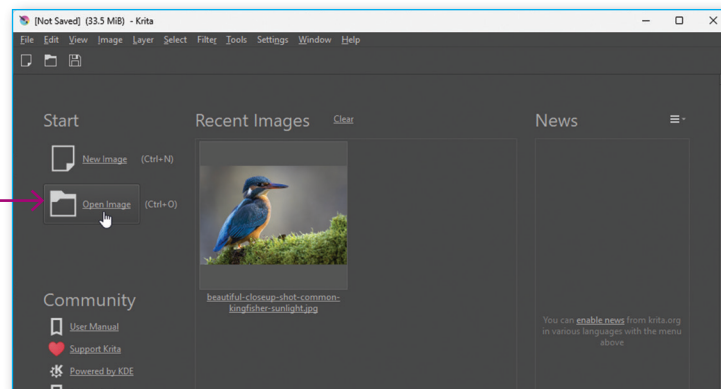 [Not Saved] (33.5 MiB) - Krita
File Edit View Image Layer Select Filter Tools Settings Window Help
Start
New Image (Ctrl+N)
Open Image (Ctrl+O)
Community
User Manual
Support Krita
Powered by KDE
Recent Images Clear
beautiful-closeup-shot-common-
kingfisher-sunlight.jpg
News
You can enable news from krita.org
in various languages with the menu
above